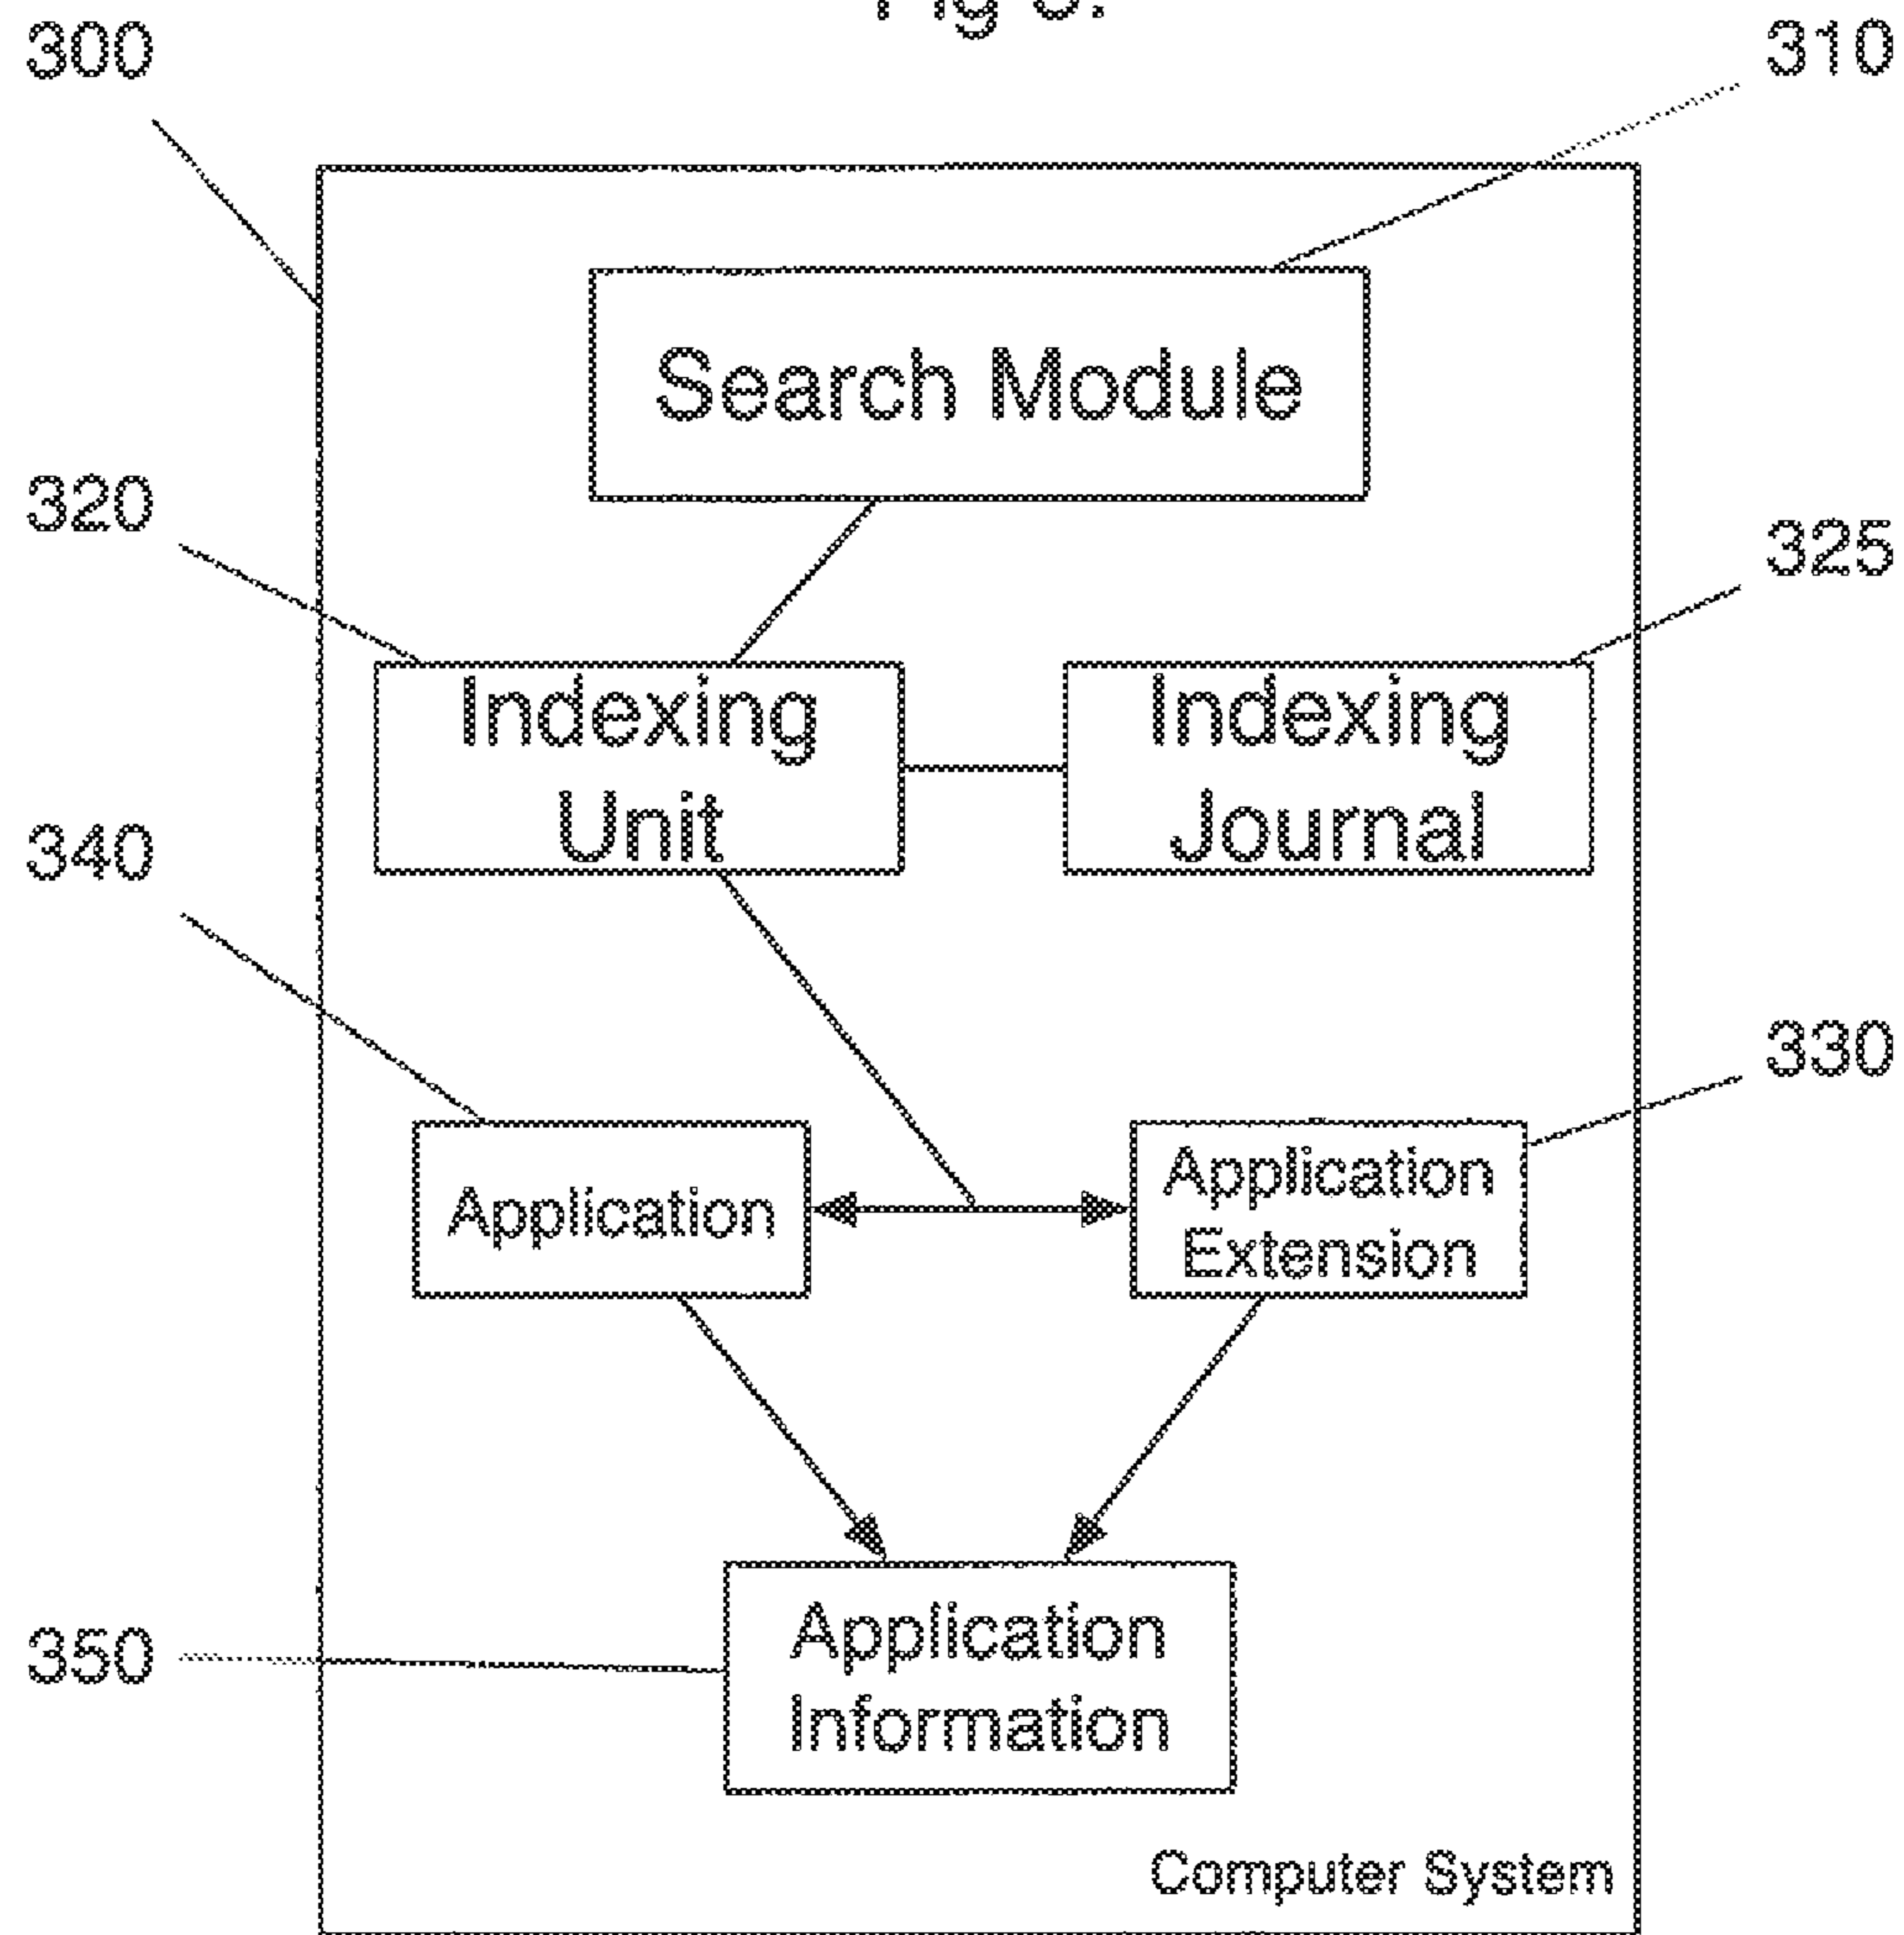 300
310
Search Module
320
325
Indexing
Unit
Indexing
Journal
340
330
Application
Application
Extension
350
Application
Information
Computer System